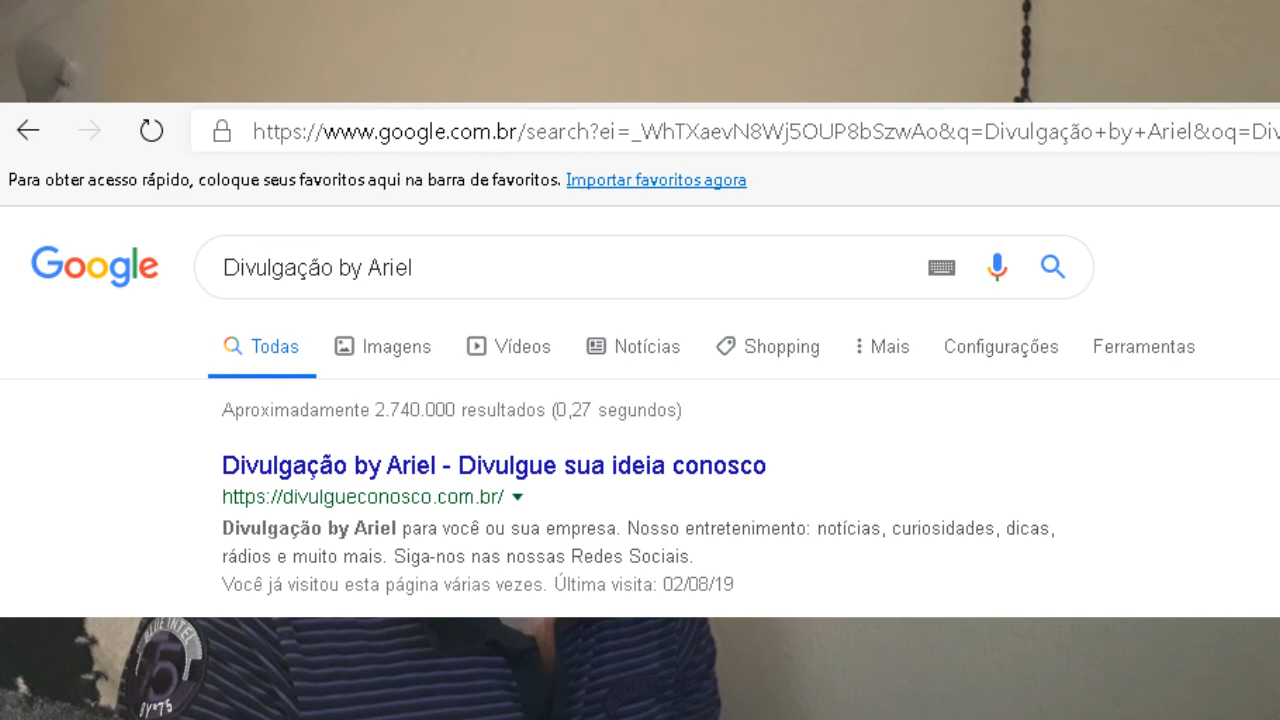 https://www.google.com.br/search?ei=_WhTXaevN8Wj5OUP8bSzwAo&q=Divulgação+by+Ariel&oq=Div
Para obter acesso rápido, coloque seus favoritos aqui na barra de favoritos. Importar favoritos agora
Google
Divulgação by Ariel
Todas Imagens Vídeos Notícias Shopping Mais Configurações Ferramentas
Aproximadamente 2.740.000 resultados (0,27 segundos)
Divulgação by Ariel - Divulgue sua ideia conosco
https://divulgueconosco.com.br/
Divulgação by Ariel para você ou sua empresa. Nosso entretenimento: notícias, curiosidades, dicas,
rádios e muito mais. Siga-nos nas nossas Redes Sociais.
Você já visitou esta página várias vezes. Última visita: 02/08/19
5